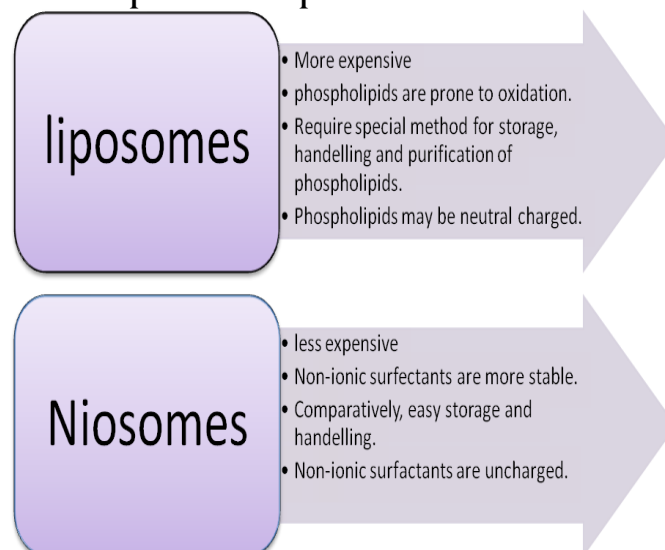 liposomes
• More expensive
• phospholipids are prone to oxidation.
• Require special method for storage,
handelling and purification of
phospholipids.
• Phospholipids may be neutral charged.
Niosomes
• less expensive
• Non-ionic surfectants are more stable.
• Comparatively, easy storage and
handelling.
• Non-ionic surfactants are uncharged.